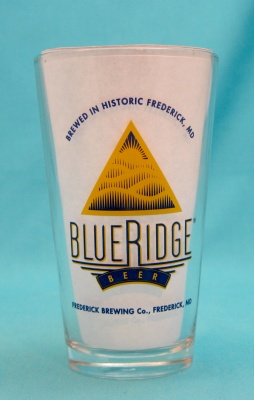 BREWED IN HISTORIC FREDERICK, MD
BLUERIDGE
BEER
FREDERICK BREWING Co., FREDERICK, MD